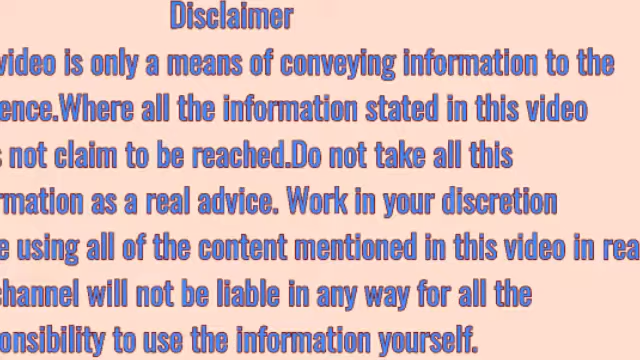 Disclaimer
video is only a means of conveying information to the
ence.Where all the information stated in this video
s not claim to be reached.Do not take all this
rmation as a real advice. Work in your discretion
e using all of the content mentioned in this video in rea
channel will not be liable in any way for all the
onsibility to use the information yourself.